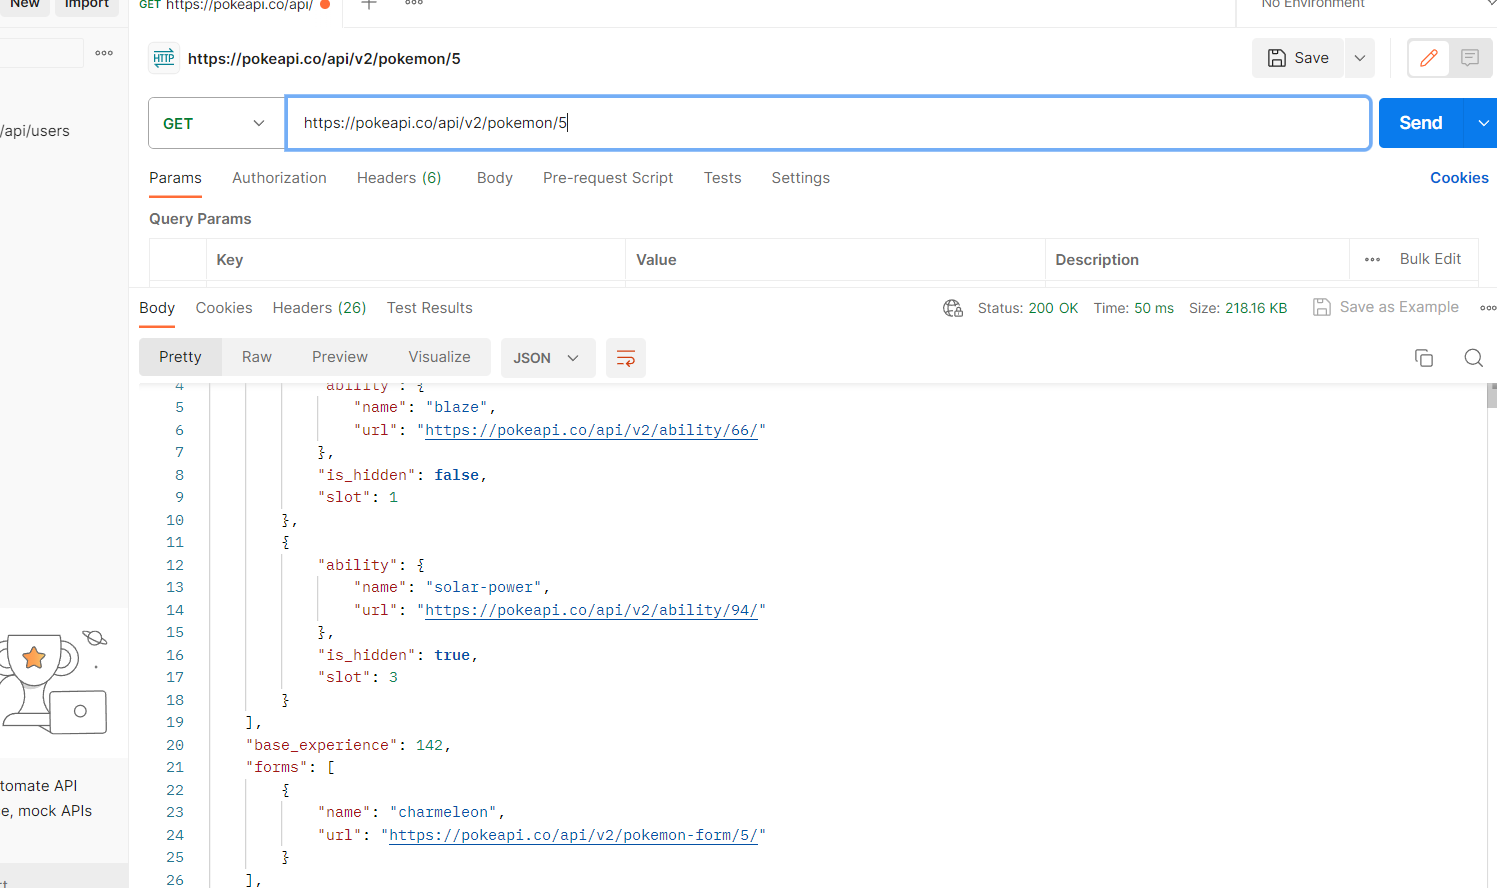 New Import GET https://pokeapi.co/api/ No Environment
HTTP https://pokeapi.co/api/v2/pokemon/5 Save
/api/users
GET https://pokeapi.co/api/v2/pokemon/5 Send
Params Authorization Headers (6) Body Pre-request Script Tests Settings Cookies
Query Params
Key Value Description Bulk Edit
Body Cookies Headers (26) Test Results Status: 200 OK Time: 50 ms Size: 218.16 KB Save as Example
Pretty Raw Preview Visualize JSON
4 "ability": {
5 "name": "blaze",
6 "url": "https://pokeapi.co/api/v2/ability/66/"
7 },
8 "is_hidden": false,
9 "slot": 1
10 },
11 {
12 "ability": {
13 "name": "solar-power",
14 "url": "https://pokeapi.co/api/v2/ability/94/"
15 },
16 "is_hidden": true,
17 "slot": 3
18 }
19 ],
20 "base_experience": 142,
21 "forms": [
22 {
23 "name": "charmeleon",
24 "url": "https://pokeapi.co/api/v2/pokemon-form/5/"
25 }
26 ],
tomate API
e, mock APIs